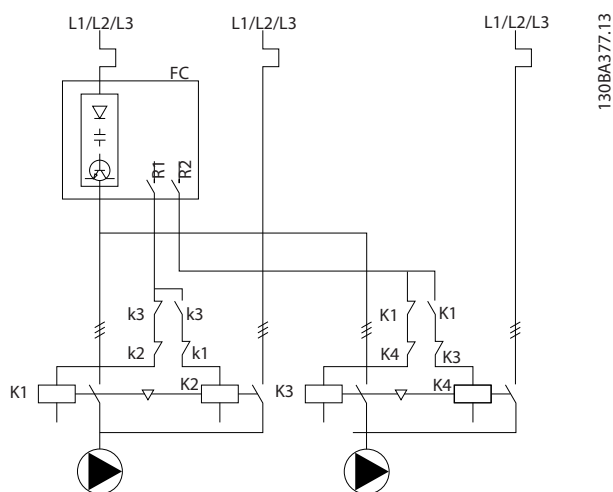 L1/L2/L3
L1/L2/L3
L1/L2/L3
FC
R1
R2
k3
k3
K1
K1
k2
k1
K4
K3
K1
K2
K3
K4
130BA377.13